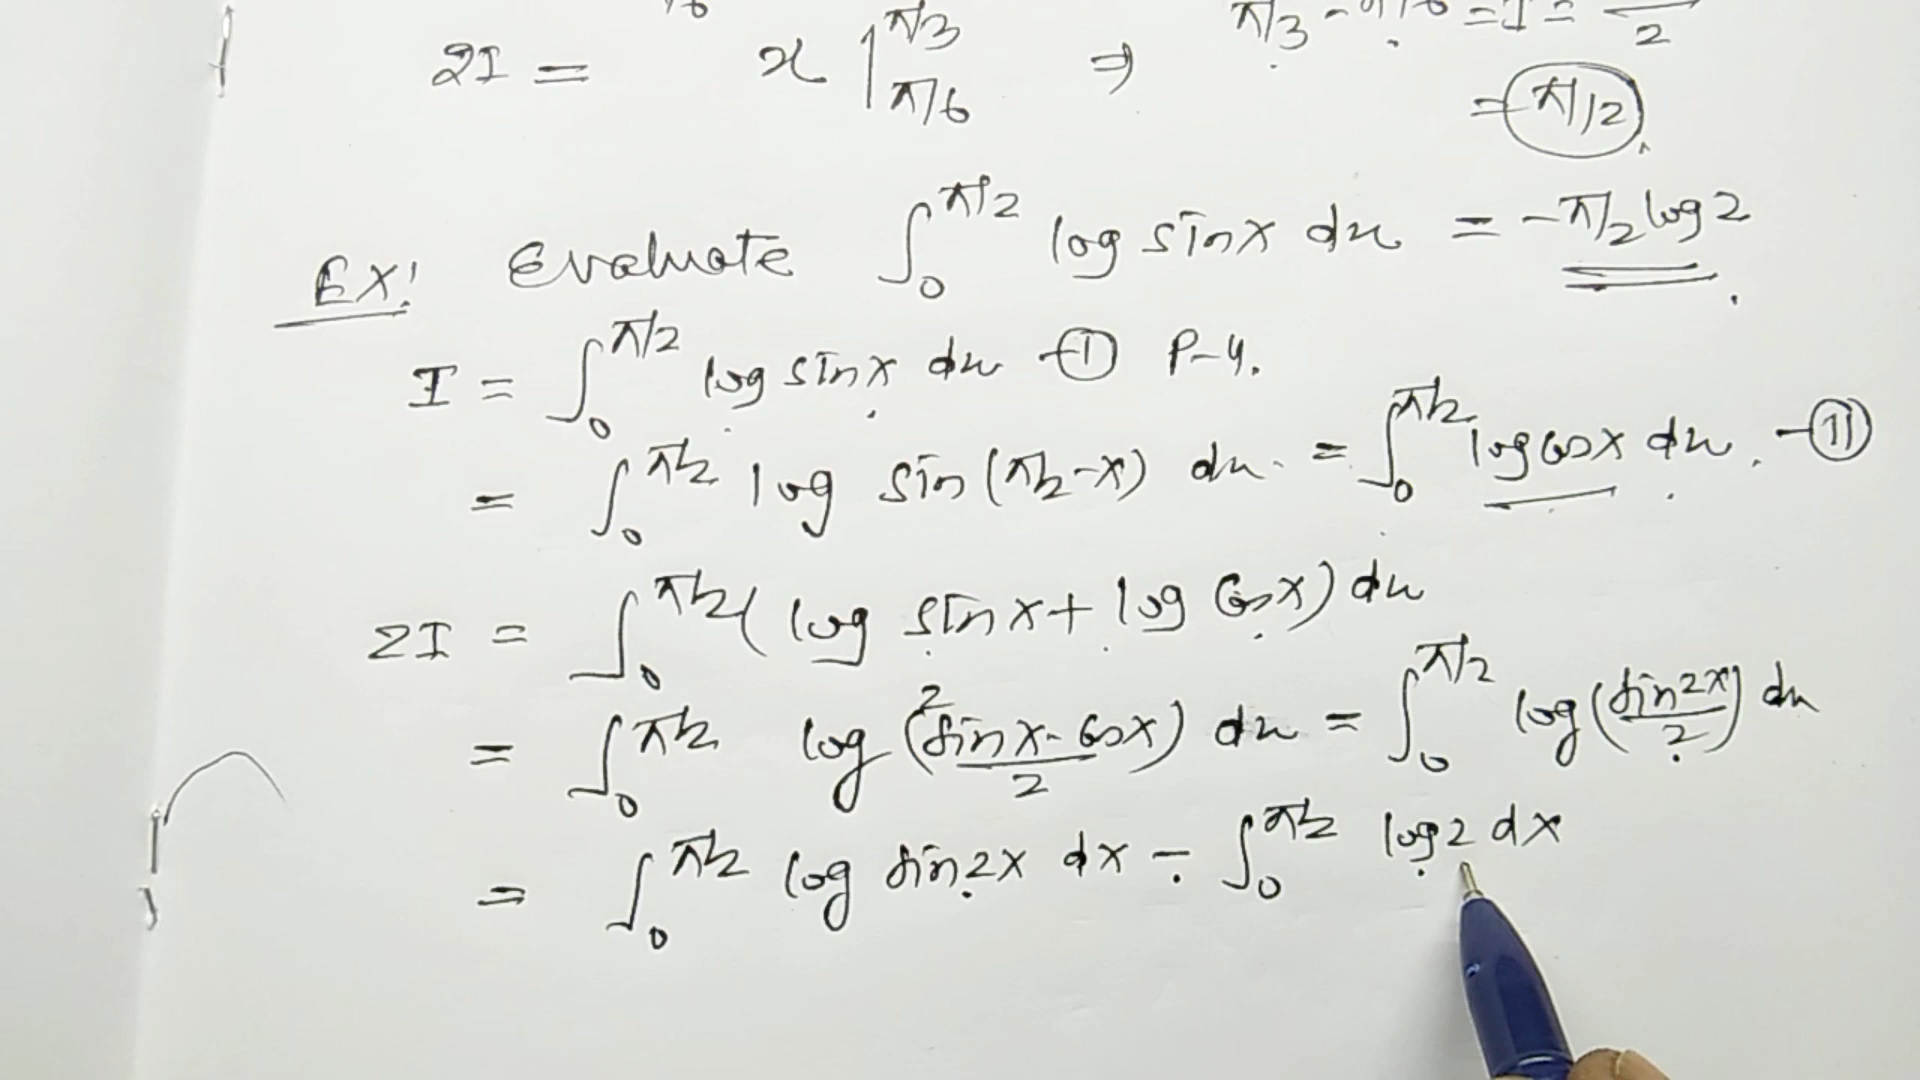 2I = x |π/6 π/3 ⇒ π/3 - π/6 = I = /2
= π/12.
Ex! Evaluate ∫₀^π/2 log sinx dx = -π/2 log2.
I = ∫₀^π/2 log sinx dx —① P-4.
= ∫₀^π/2 log sin(π/2-x) dx. = ∫₀^π/2 log cosx dx. —⑪
2I = ∫₀^π/2 (log sinx + log cosx) dx
= ∫₀^π/2 log (2sinx-cosx)/2 dx = ∫₀^π/2 log (sin2x/2) dx
= ∫₀^π/2 log sin2x dx - ∫₀^π/2 log2 dx